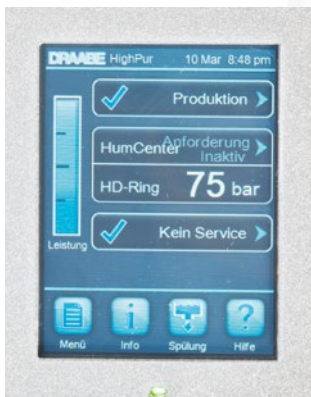 DRAABE HighPur 10 Mar 8:48 pm
Produktion
HumCenter Anforderung
Inaktiv
HD-Ring 75 bar
Leistung
Kein Service
Menü Info Spülung Hilfe